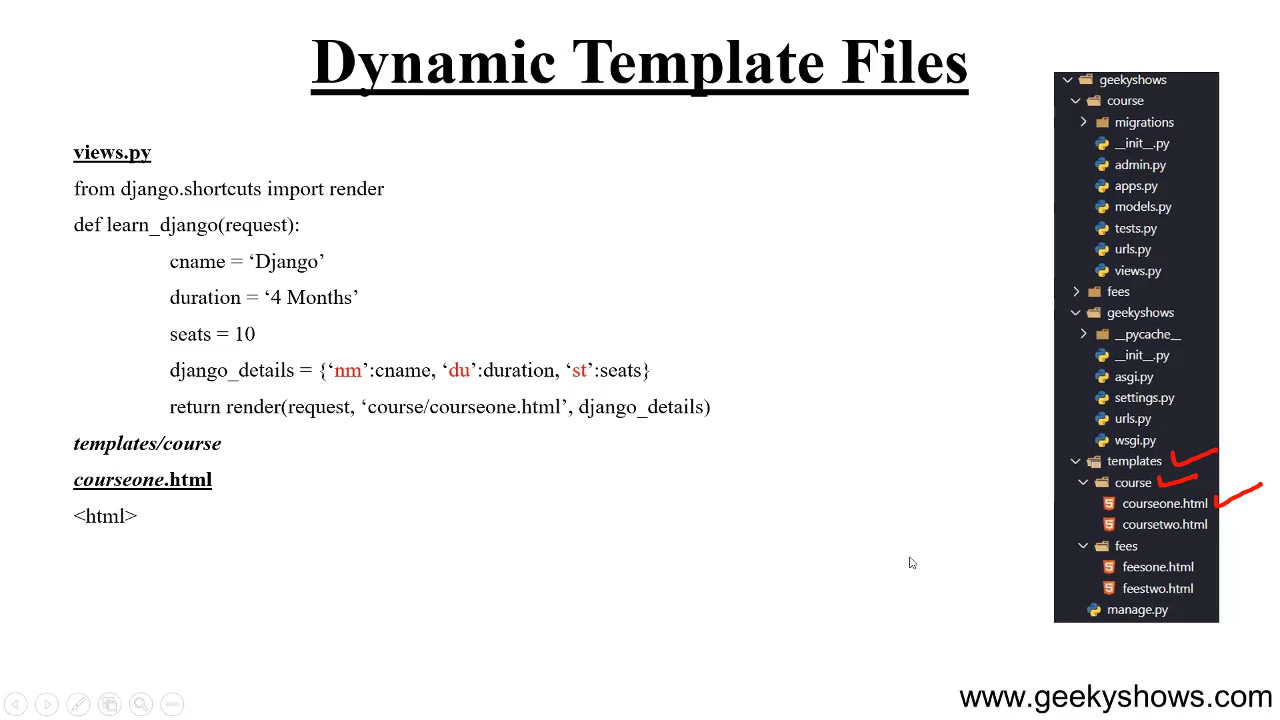 Dynamic Template Files
views.py
from django.shortcuts import render
def learn_django(request):
cname = ‘Django’
duration = ‘4 Months’
seats = 10
django_details = {‘nm’:cname, ‘du’:duration, ‘st’:seats}
return render(request, ‘course/courseone.html’, django_details)
templates/course
courseone.html
<html>
geekyshows
course
migrations
__init__.py
admin.py
apps.py
models.py
tests.py
urls.py
views.py
fees
geekyshows
__pycache__
__init__.py
asgi.py
settings.py
urls.py
wsgi.py
templates
course
courseone.html
coursetwo.html
fees
feesone.html
feestwo.html
manage.py
www.geekyshows.com